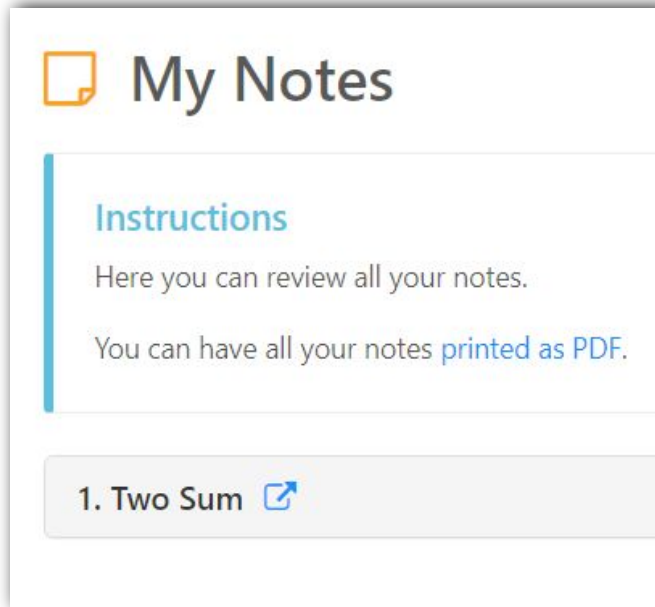 My Notes
Instructions
Here you can review all your notes.
You can have all your notes printed as PDF.
1. Two Sum